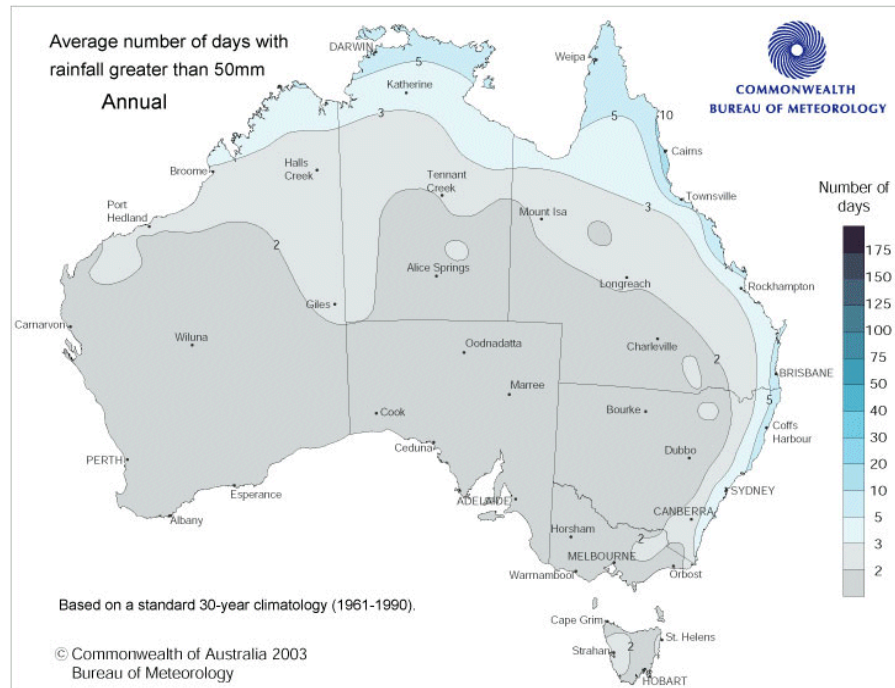 Average number of days with
rainfall greater than 50mm
Annual
COMMONWEALTH
BUREAU OF METEOROLOGY
DARWIN
5
Katherine
3
Weipa
5
10
Cairns
Townsville
3
Broome
Halls
Creek
Tennant
Creek
Mount Isa
Port
Hedland
2
Alice Springs
Longreach
Rockhampton
Giles
Carnarvon
Wiluna
Oodnadatta
Charleville
2
BRISBANE
Marree
Bourke
5
Cook
Coffs
Harbour
Ceduna
Dubbo
PERTH
Esperance
ADELAIDE
SYDNEY
CANBERRA
Albany
Horsham
2
MELBOURNE
Warrnambool
Orbost
Cape Grim
St. Helens
Strahan
2
HOBART
Number of
days
175
150
125
100
75
50
40
30
20
10
5
3
2
Based on a standard 30-year climatology (1961-1990).
© Commonwealth of Australia 2003
Bureau of Meteorology